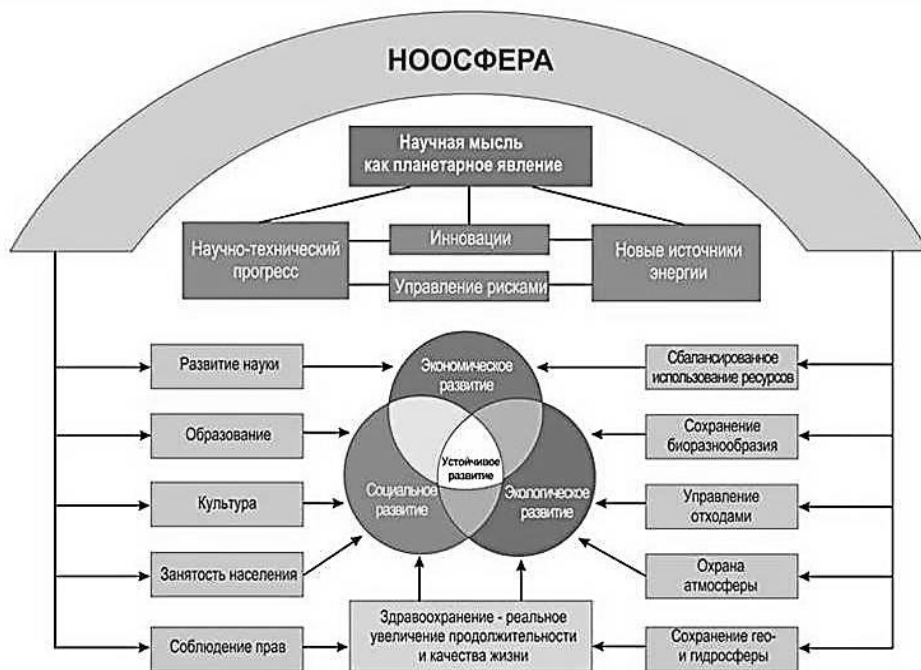 НООСФЕРА
Научная мысль
как планетарное явление
Научно-технический
прогресс
Инновации
Управление рисками
Новые источники
энергии
Развитие науки
Образование
Культура
Занятость населения
Соблюдение прав
Экономическое
развитие
Устойчивое
развитие
Социальное
развитие
Экологическое
развитие
Здравоохранение - реальное
увеличение продолжительности
и качества жизни
Сбалансированное
использование ресурсов
Сохранение
биоразнообразия
Управление
отходами
Охрана
атмосферы
Сохранение гео-
и гидросферы